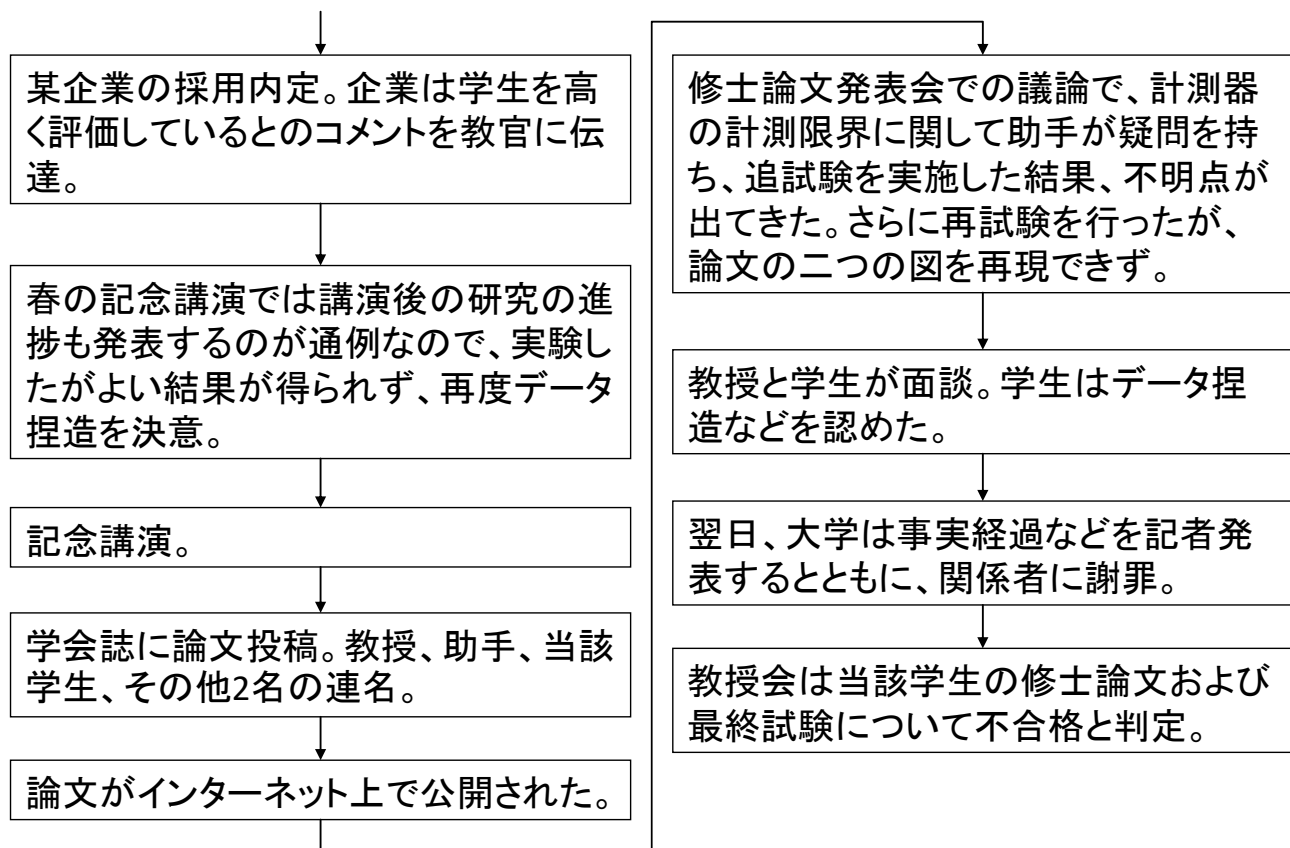 某企業の採用内定。企業は学生を高
く評価しているとのコメントを教官に伝
達。
春の記念講演では講演後の研究の進
捗も発表するのが通例なので、実験し
たがよい結果が得られず、再度データ
捏造を決意。
記念講演。
学会誌に論文投稿。教授、助手、当該
学生、その他2名の連名。
論文がインターネット上で公開された。
修士論文発表会での議論で、計測器
の計測限界に関して助手が疑問を持
ち、追試験を実施した結果、不明点が
出てきた。さらに再試験を行ったが、
論文の二つの図を再現できず。
教授と学生が面談。学生はデータ捏
造などを認めた。
翌日、大学は事実経過などを記者発
表するとともに、関係者に謝罪。
教授会は当該学生の修士論文および
最終試験について不合格と判定。